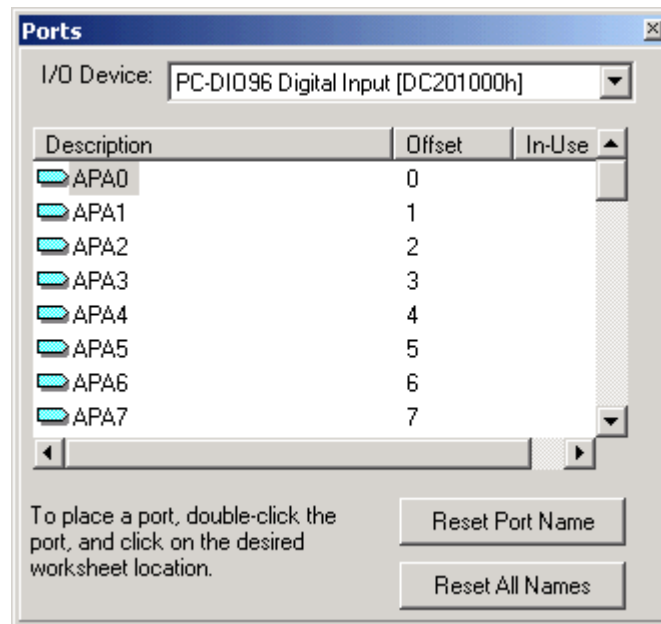 Ports
I/O Device: PC-DIO96 Digital Input [DC201000h]
Description Offset In-Use
APA0 0
APA1 1
APA2 2
APA3 3
APA4 4
APA5 5
APA6 6
APA7 7
To place a port, double-click the
port, and click on the desired
worksheet location.
Reset Port Name
Reset All Names